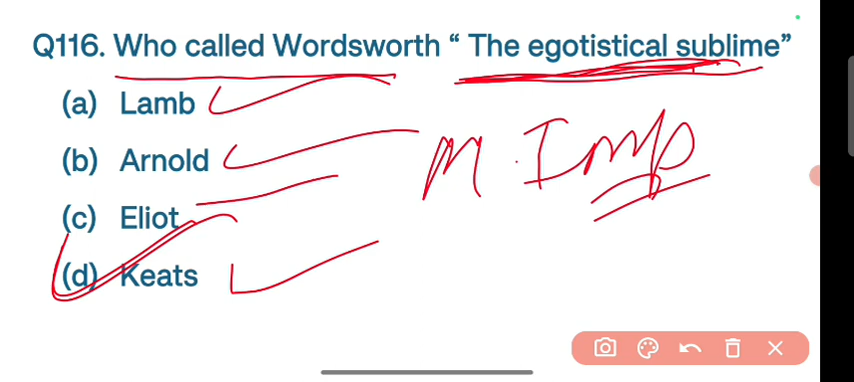 Q116. Who called Wordsworth “ The egotistical sublime”
(a) Lamb
(b) Arnold
M. Imp
(c) Eliot
(d) Keats